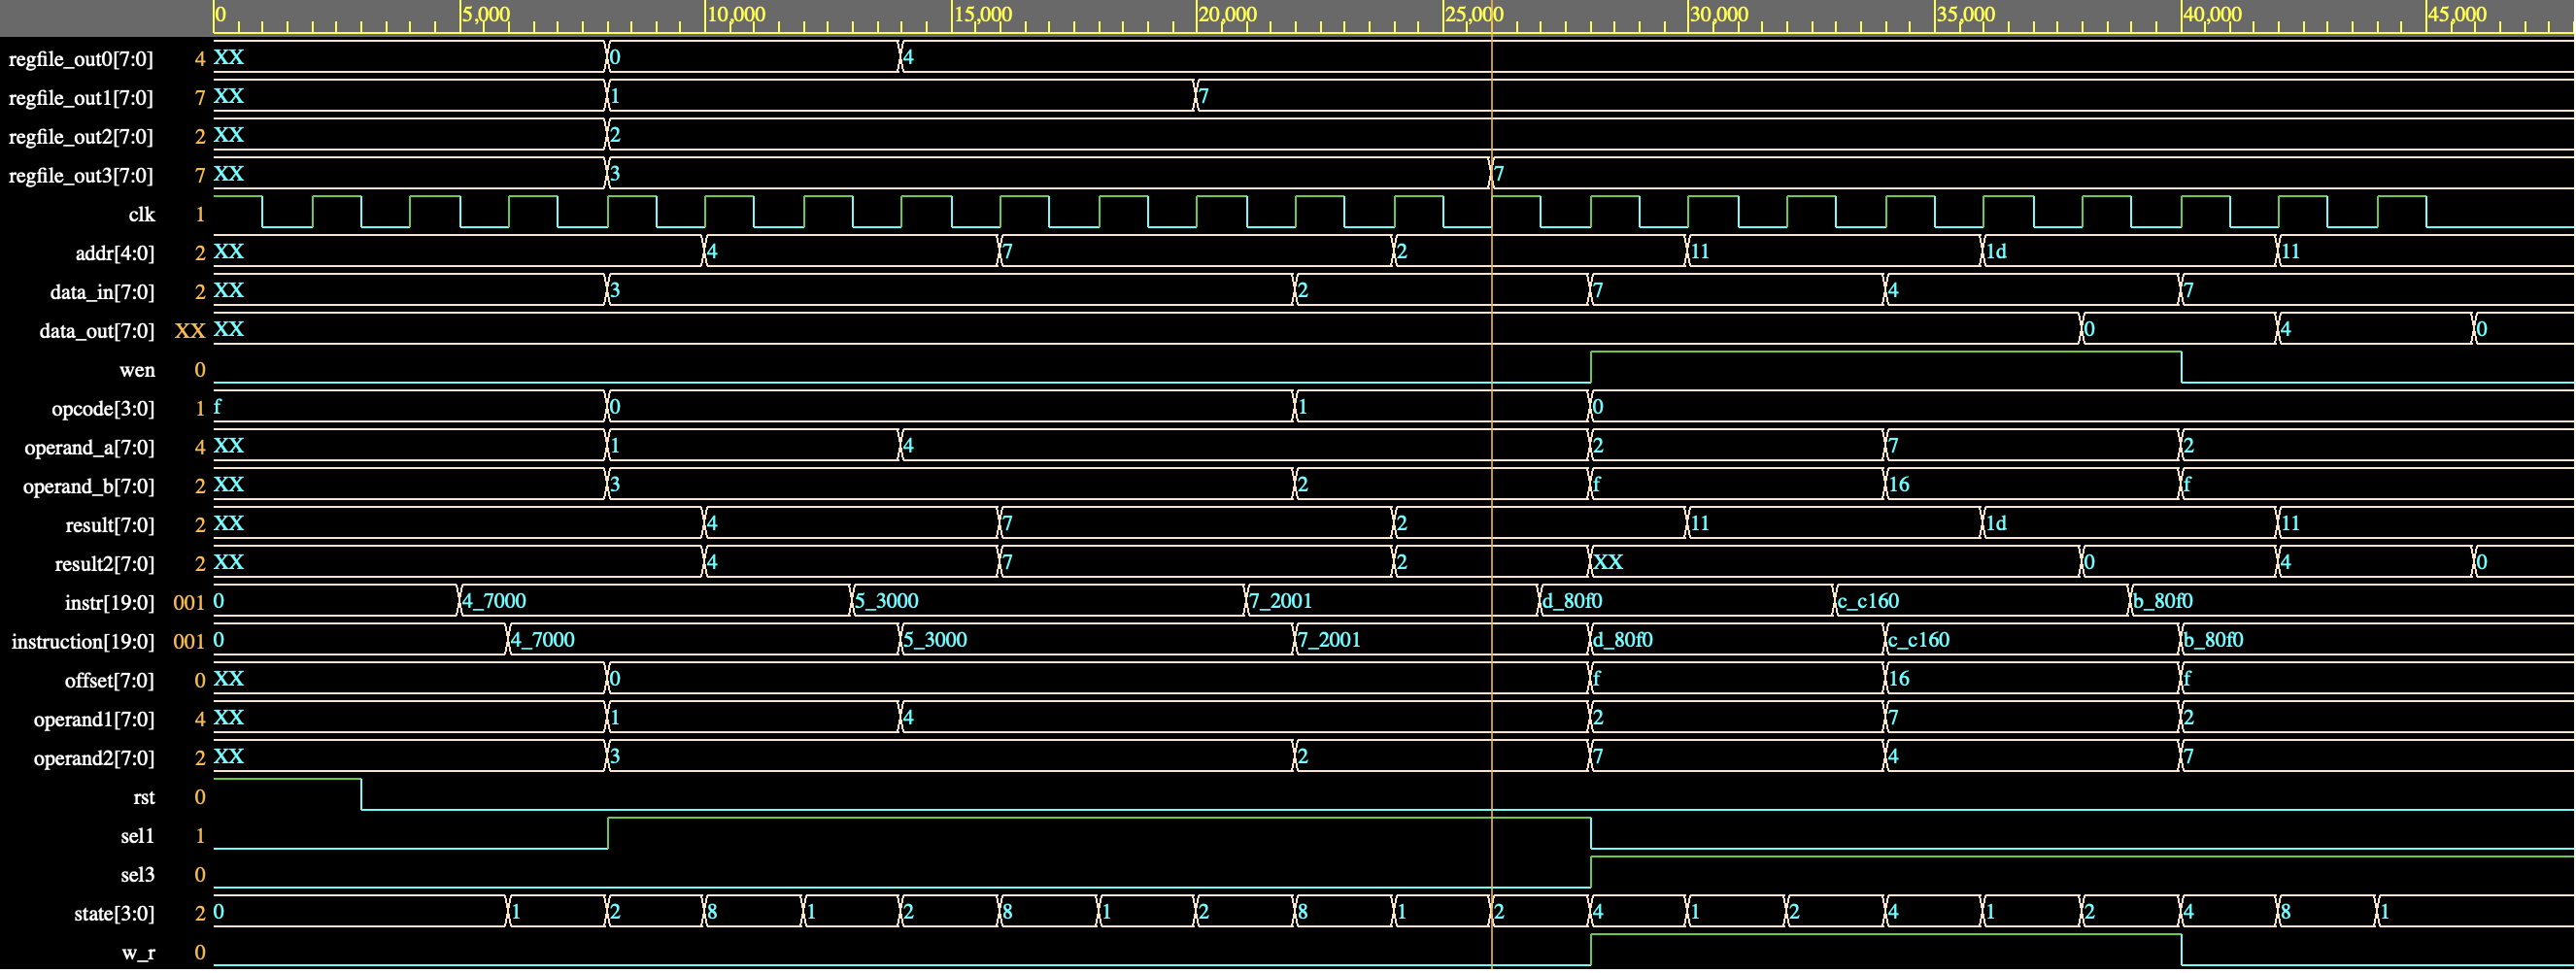 0 5,000 10,000 15,000 20,000 25,000 30,000 35,000 40,000 45,000
regfile_out0[7:0] 4 XX 0 4
regfile_out1[7:0] 7 XX 1 7
regfile_out2[7:0] 2 XX 2
regfile_out3[7:0] 7 XX 3 7
clk 1
addr[4:0] 2 XX 4 7 2 11 1d 11
data_in[7:0] 2 XX 3 2 7 4 7
data_out[7:0] XX XX 0 4 0
wen 0
opcode[3:0] 1 f 0 1 0
operand_a[7:0] 4 XX 1 4 2 7 2
operand_b[7:0] 2 XX 3 2 f 16 f
result[7:0] 2 XX 4 7 2 11 1d 11
result2[7:0] 2 XX 4 7 2 XX 0 4 0
instr[19:0] 001 0 4_7000 5_3000 7_2001 d_80f0 c_c160 b_80f0
instruction[19:0] 001 0 4_7000 5_3000 7_2001 d_80f0 c_c160 b_80f0
offset[7:0] 0 XX 0 f 16 f
operand1[7:0] 4 XX 1 4 2 7 2
operand2[7:0] 2 XX 3 2 7 4 7
rst 0
sel1 1
sel3 0
state[3:0] 2 0 1 2 8 1 2 8 1 2 8 1 2 4 1 2 4 1 2 4 8 1
w_r 0